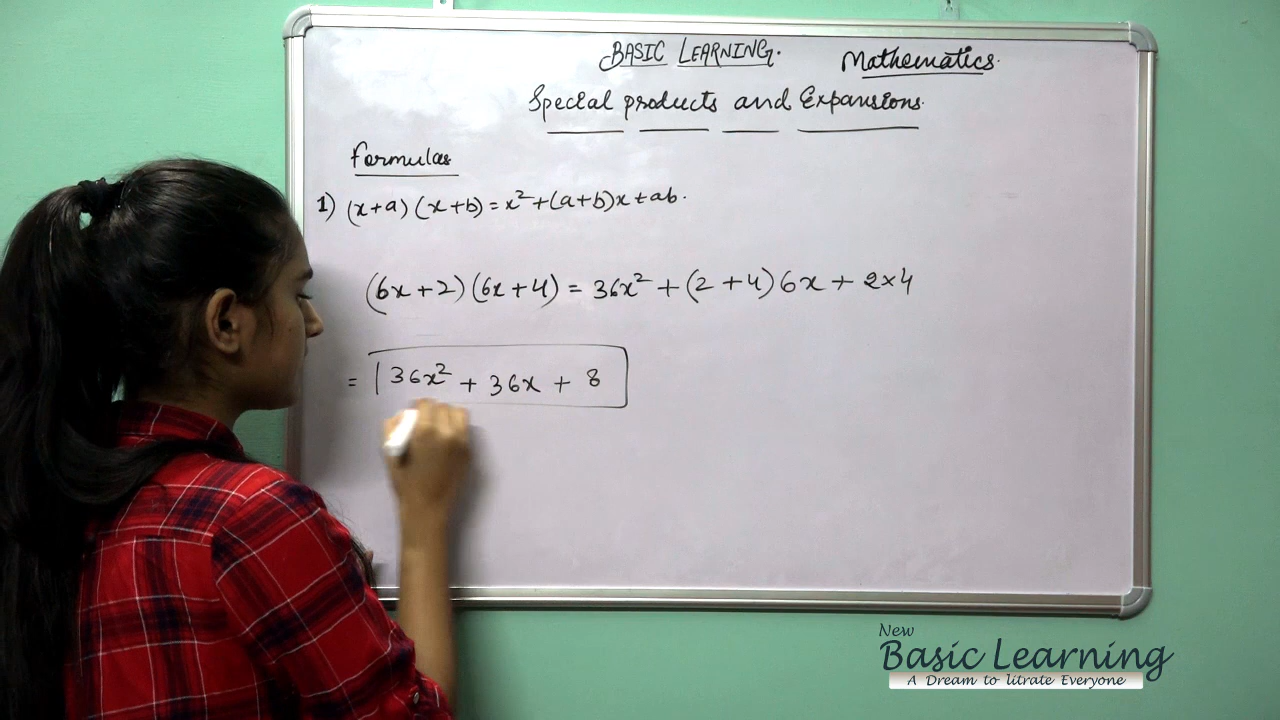 BASIC LEARNING. Mathematics.
Special products and Expansions.
Formulas
1) (x+a) (x+b) = x² + (a+b)x + ab.
(6x+2) (6x+4) = 36x² + (2+4) 6x + 2×4
= 36x² + 36x + 8
New
Basic Learning
A Dream to litrate Everyone